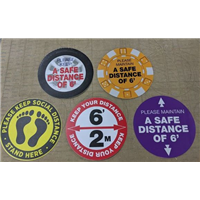 A SAFE
DISTANCE
OF 6'
PLEASE MAINTAIN
A SAFE
DISTANCE
OF 6'
PLEASE KEEP SOCIAL DISTANCE
STAND HERE
KEEP YOUR DISTANCE
6'
2M
KEEP YOUR DISTANCE
PLEASE MAINTAIN
A SAFE
DISTANCE
OF 6'